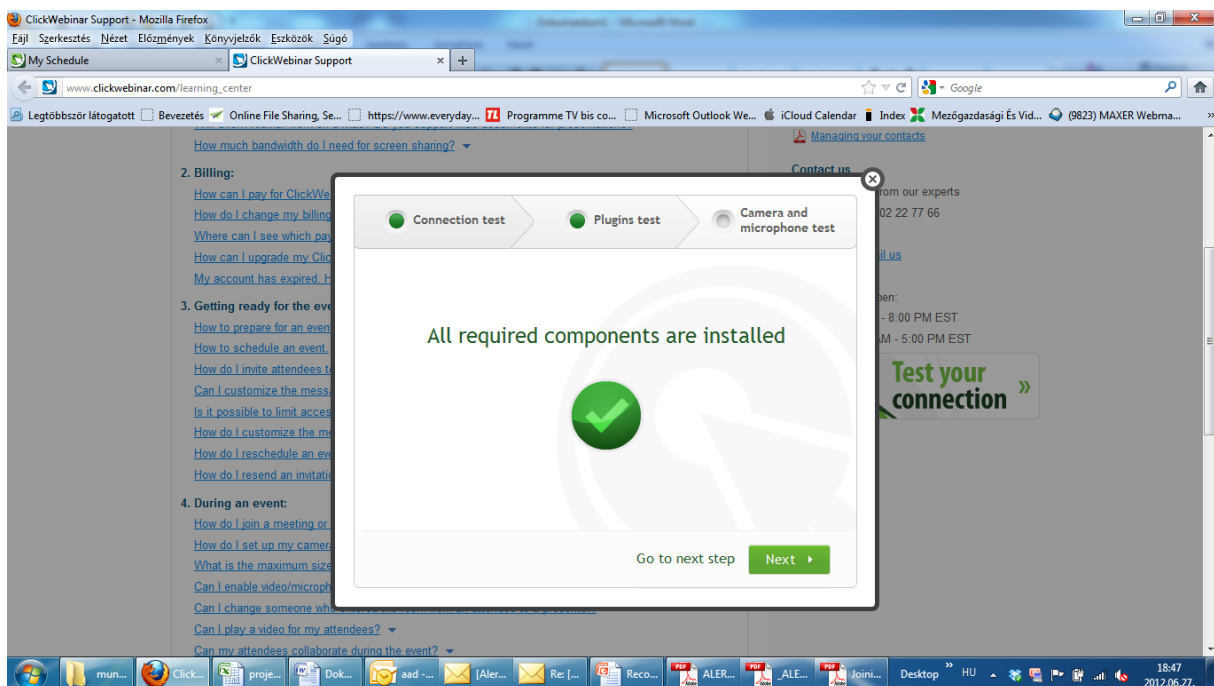 ClickWebinar Support - Mozilla Firefox
Fájl Szerkesztés Nézet Előzmények Könyvjelzők Eszközök Súgó
My Schedule
ClickWebinar Support
www.clickwebinar.com/learning_center
Google
Legtöbbször látogatott Bevezetés Online File Sharing, Se... https://www.everyday... Programme TV bis co... Microsoft Outlook We... iCloud Calendar Index Mezőgazdasági És Vid... (9823) MAXER Webma...
How much bandwidth do I need for screen sharing?
2. Billing:
How can I pay for ClickWe
How do I change my billing
Where can I see which pay
How can I upgrade my Clic
My account has expired. H
3. Getting ready for the eve
How to prepare for an even
How to schedule an event.
How do I invite attendees t
Can I customize the mess
Is it possible to limit acces
How do I customize the me
How do I reschedule an eve
How do I resend an invitati
4. During an event:
How do I join a meeting or
How do I set up my camer
What is the maximum size
Can I enable video/microph
Can I change someone who
Can I play a video for my attendees?
Can my attendees collaborate during the event?
Managing your contacts
Contact us
rom our experts
02 22 77 66
il us
pen:
- 8:00 PM EST
M - 5:00 PM EST
Test your
connection »
Connection test
Plugins test
Camera and
microphone test
All required components are installed
Go to next step
Next
mun... Click... proje... Dok... aad -... [Aler... Re: [... Reco... ALER... _ALE... Joini... Desktop » HU
18:47
2012.06.27.